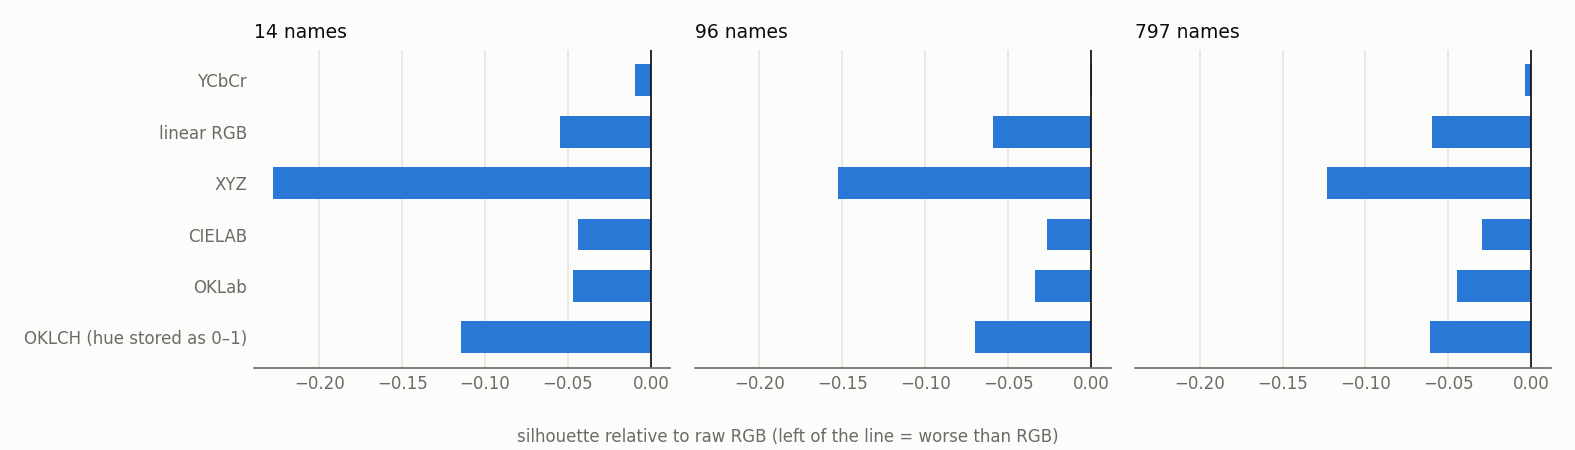 14 names
96 names
797 names
YCbCr
linear RGB
XYZ
CIELAB
OKLab
OKLCH (hue stored as 0–1)
−0.20 −0.15 −0.10 −0.05 0.00
−0.20 −0.15 −0.10 −0.05 0.00
−0.20 −0.15 −0.10 −0.05 0.00
silhouette relative to raw RGB (left of the line = worse than RGB)